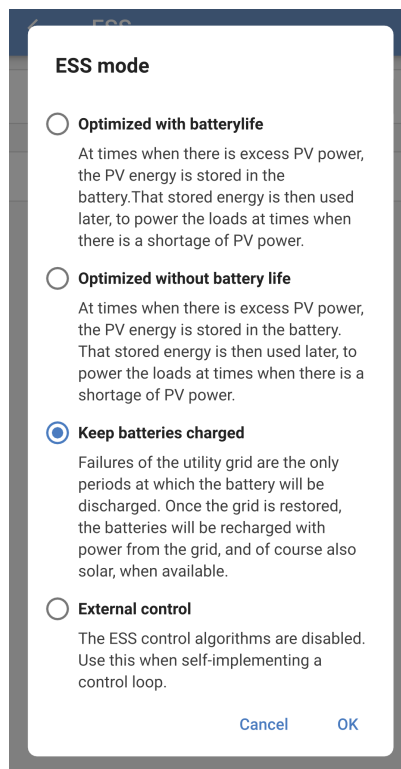 ESS
ESS mode
Optimized with batterylife
At times when there is excess PV power,
the PV energy is stored in the
battery.That stored energy is then used
later, to power the loads at times when
there is a shortage of PV power.
Optimized without battery life
At times when there is excess PV power,
the PV energy is stored in the battery.
That stored energy is then used later, to
power the loads at times when there is a
shortage of PV power.
Keep batteries charged
Failures of the utility grid are the only
periods at which the battery will be
discharged. Once the grid is restored,
the batteries will be recharged with
power from the grid, and of course also
solar, when available.
External control
The ESS control algorithms are disabled.
Use this when self-implementing a
control loop.
Cancel OK